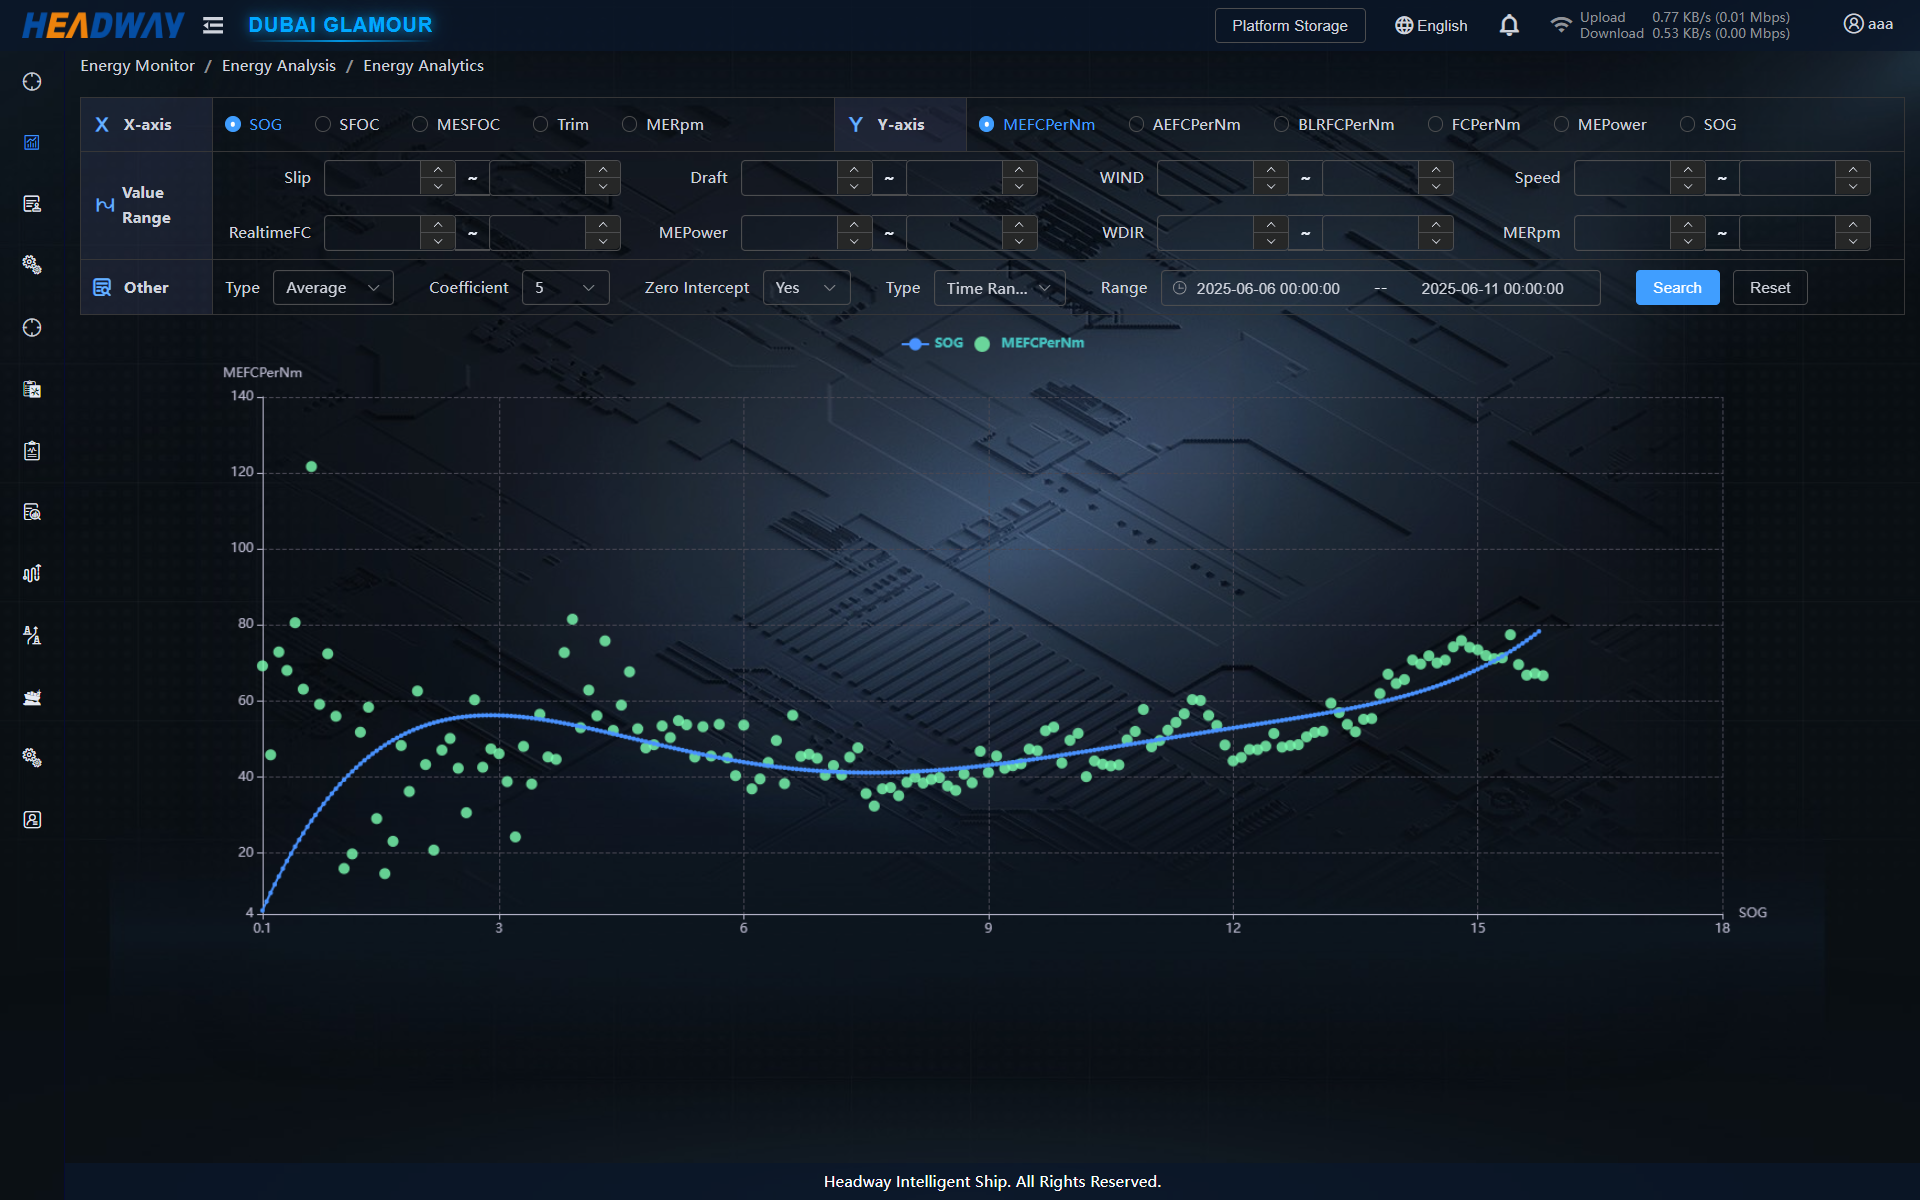 HEADWAY DUBAI GLAMOUR Platform Storage English Upload 0.77 KB/s (0.01 Mbps) aaa
Download 0.53 KB/s (0.00 Mbps)
Energy Monitor / Energy Analysis / Energy Analytics
X X-axis SOG SFOC MESFOC Trim MERpm Y Y-axis MEFCPerNm AEFCPerNm BLRFCPerNm FCPerNm MEPower SOG
Value Range
Slip ~ Draft ~ WIND ~ Speed ~
RealtimeFC ~ MEPower ~ WDIR ~ MERpm ~
Other Type Average Coefficient 5 Zero Intercept Yes Type Time Ran... Range 2025-06-06 00:00:00 -- 2025-06-11 00:00:00 Search Reset
SOG MEFCPerNm
MEFCPerNm
140
120
100
80
60
40
20
4
SOG
0.1 3 6 9 12 15 18
Headway Intelligent Ship. All Rights Reserved.